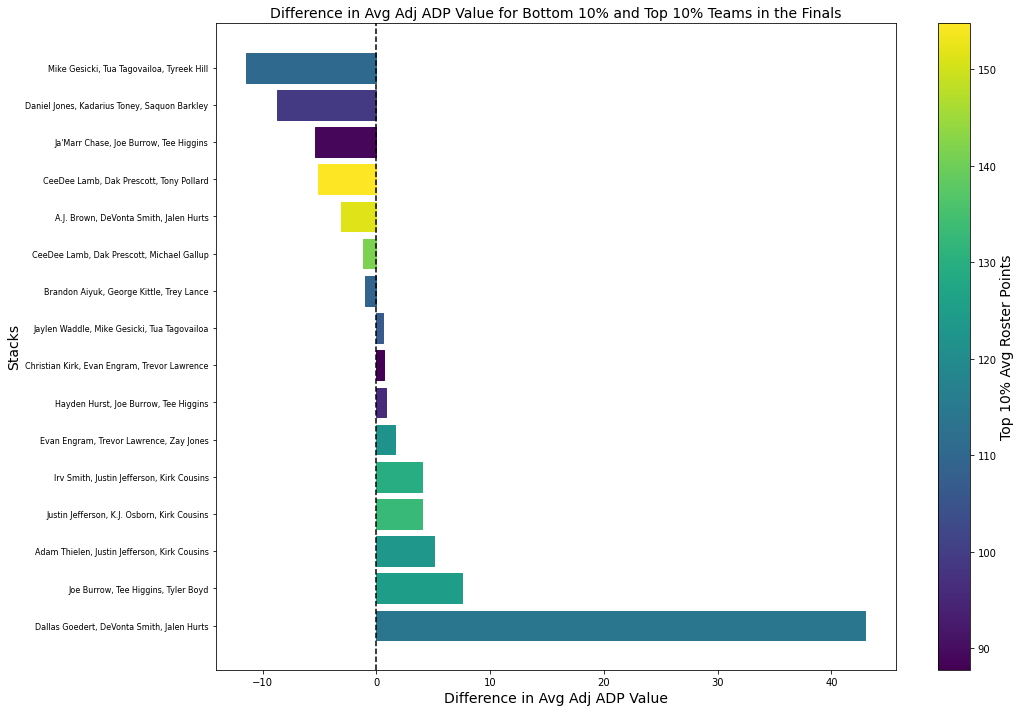 Difference in Avg Adj ADP Value for Bottom 10% and Top 10% Teams in the Finals
Stacks
Mike Gesicki, Tua Tagovailoa, Tyreek Hill
Daniel Jones, Kadarius Toney, Saquon Barkley
Ja'Marr Chase, Joe Burrow, Tee Higgins
CeeDee Lamb, Dak Prescott, Tony Pollard
A.J. Brown, DeVonta Smith, Jalen Hurts
CeeDee Lamb, Dak Prescott, Michael Gallup
Brandon Aiyuk, George Kittle, Trey Lance
Jaylen Waddle, Mike Gesicki, Tua Tagovailoa
Christian Kirk, Evan Engram, Trevor Lawrence
Hayden Hurst, Joe Burrow, Tee Higgins
Evan Engram, Trevor Lawrence, Zay Jones
Irv Smith, Justin Jefferson, Kirk Cousins
Justin Jefferson, K.J. Osborn, Kirk Cousins
Adam Thielen, Justin Jefferson, Kirk Cousins
Joe Burrow, Tee Higgins, Tyler Boyd
Dallas Goedert, DeVonta Smith, Jalen Hurts
−10 0 10 20 30 40
Difference in Avg Adj ADP Value
150
140
130
120
110
100
90
Top 10% Avg Roster Points